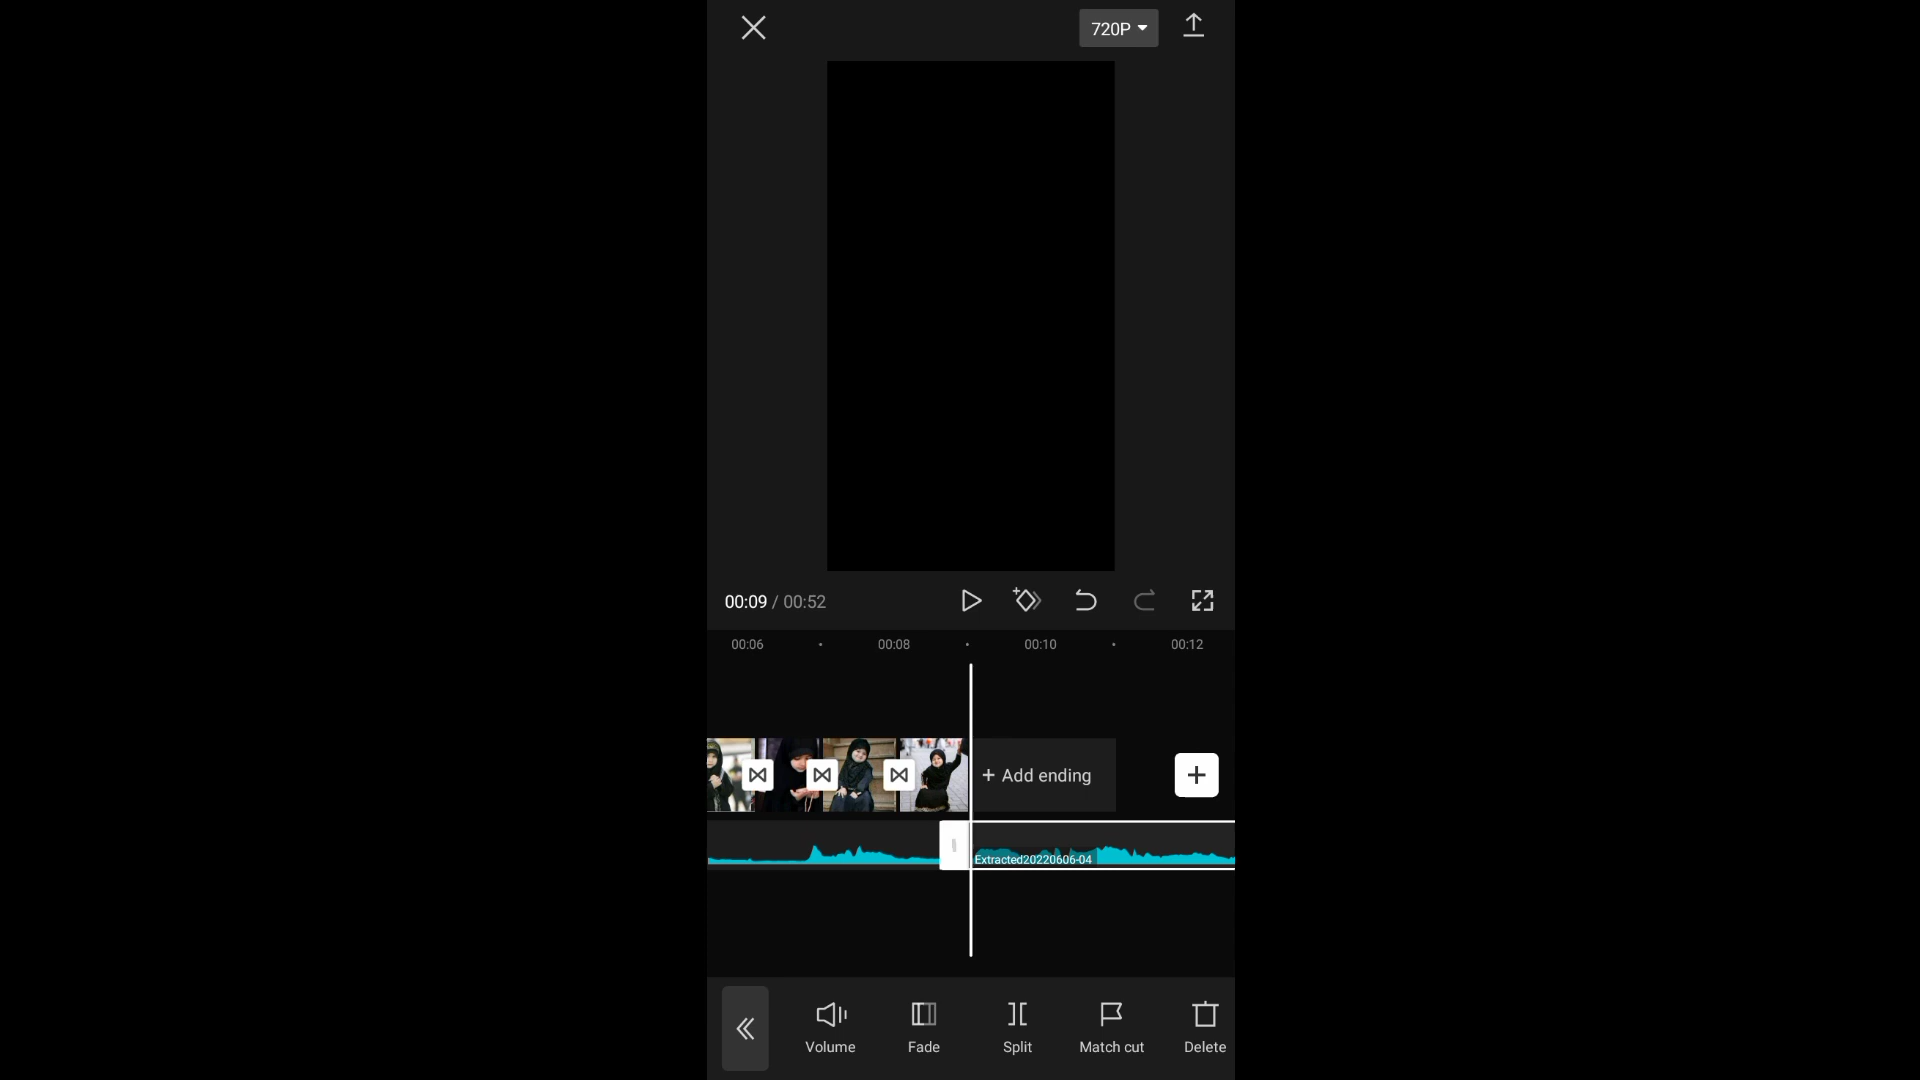 720P
00:09 / 00:52
00:06 00:08 00:10 00:12
+ Add ending
Extracted20220606-04
Volume Fade Split Match cut Delete